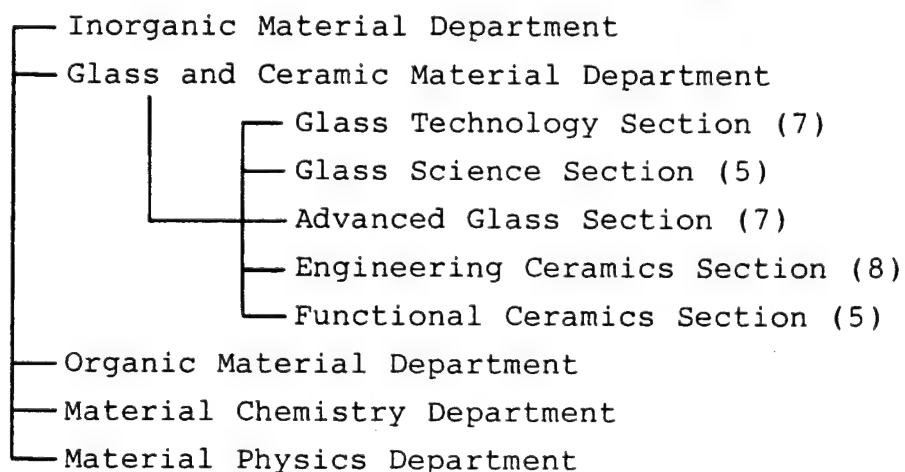 Inorganic Material Department
Glass and Ceramic Material Department
Glass Technology Section (7)
Glass Science Section (5)
Advanced Glass Section (7)
Engineering Ceramics Section (8)
Functional Ceramics Section (5)
Organic Material Department
Material Chemistry Department
Material Physics Department